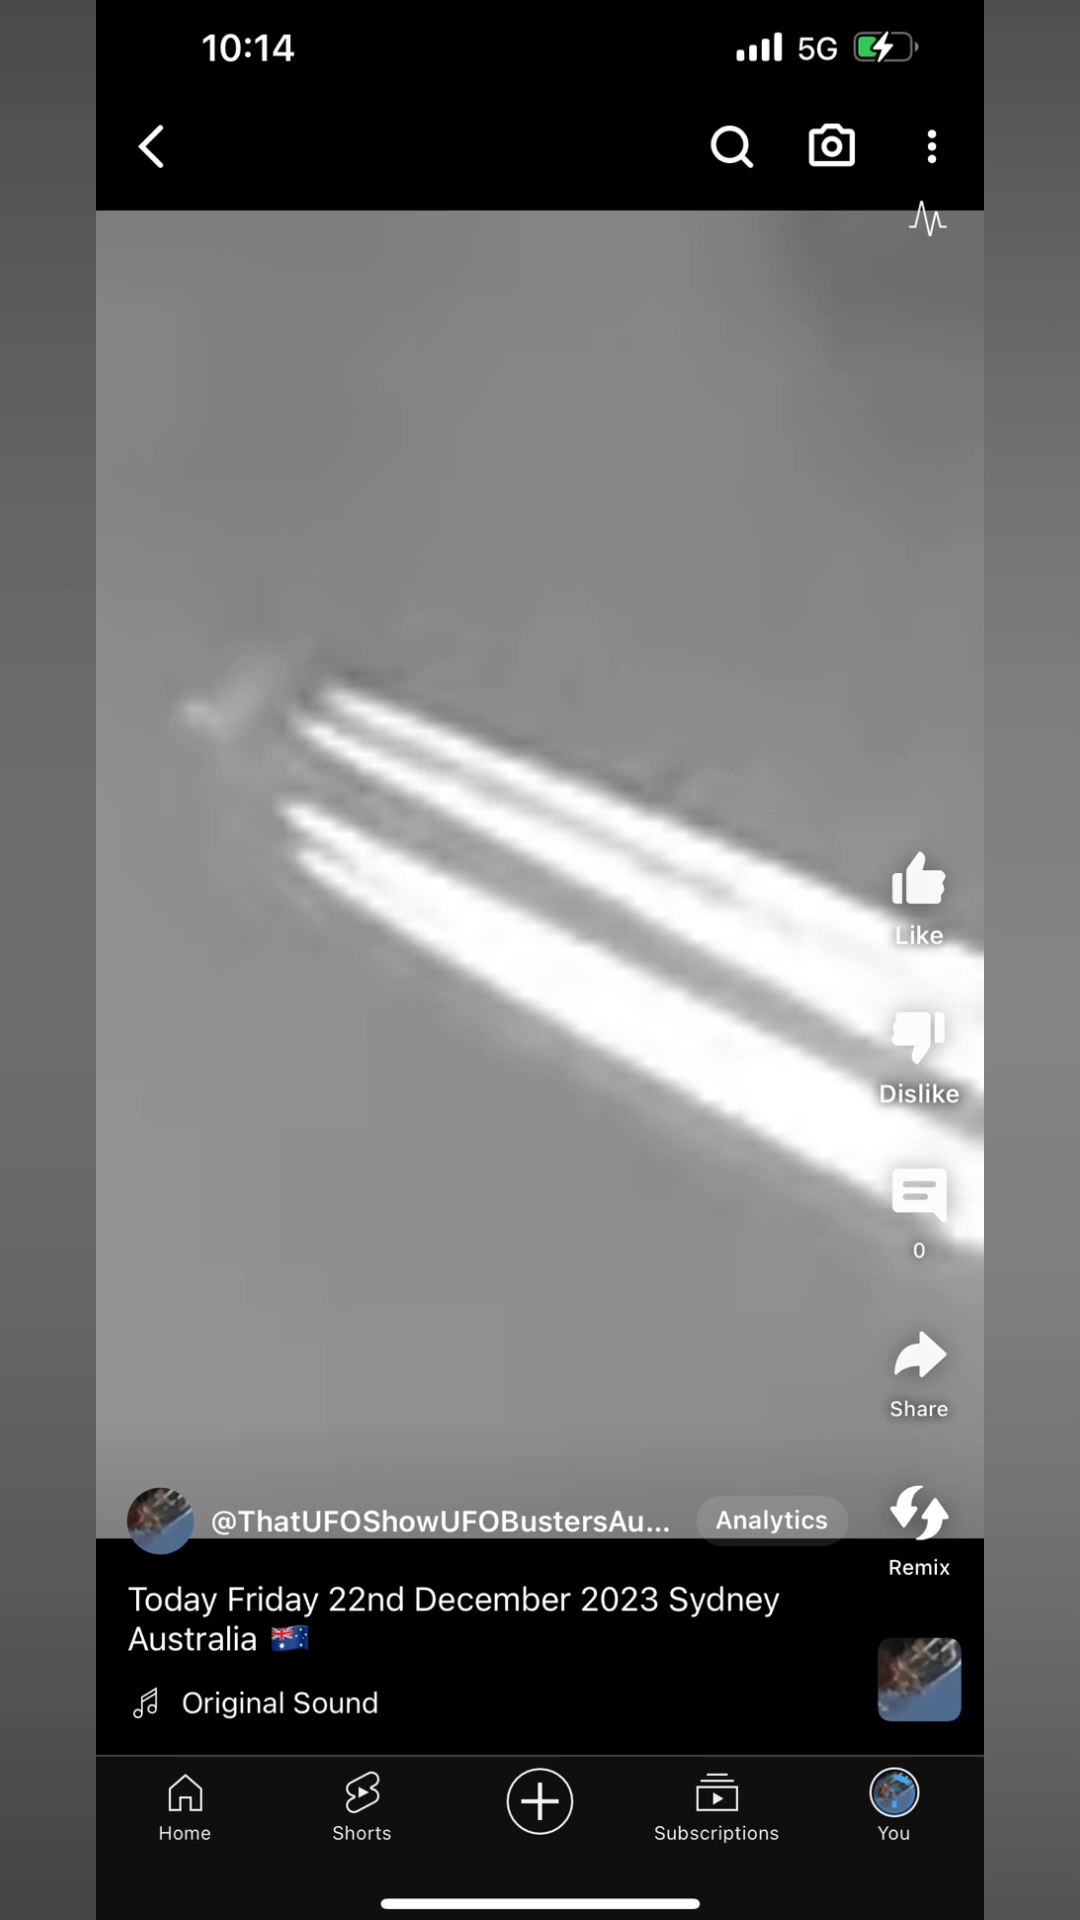 10:14
5G
Like
Dislike
0
Share
@ThatUFOShowUFOBustersAu...
Analytics
Remix
Today Friday 22nd December 2023 Sydney
Australia 🇦🇺
Original Sound
Home
Shorts
Subscriptions
You